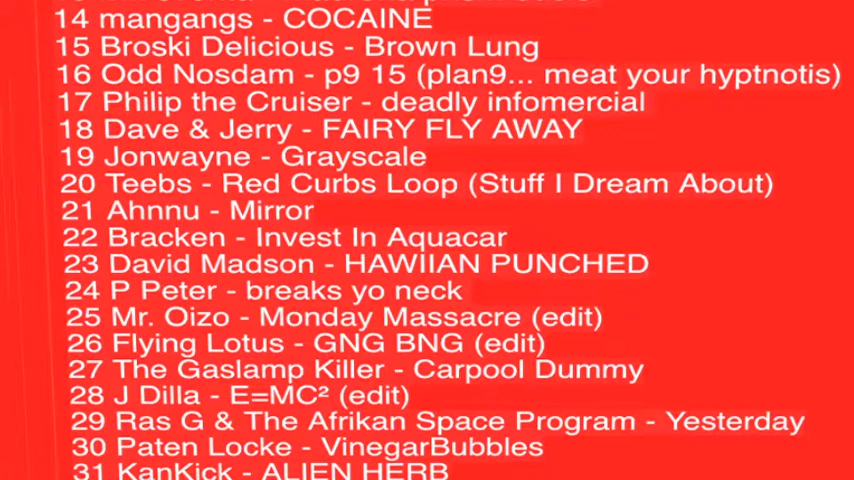 14 mangangs - COCAINE
15 Broski Delicious - Brown Lung
16 Odd Nosdam - p9 15 (plan9... meat your hyptnotis)
17 Philip the Cruiser - deadly infomercial
18 Dave & Jerry - FAIRY FLY AWAY
19 Jonwayne - Grayscale
20 Teebs - Red Curbs Loop (Stuff I Dream About)
21 Ahnnu - Mirror
22 Bracken - Invest In Aquacar
23 David Madson - HAWIIAN PUNCHED
24 P Peter - breaks yo neck
25 Mr. Oizo - Monday Massacre (edit)
26 Flying Lotus - GNG BNG (edit)
27 The Gaslamp Killer - Carpool Dummy
28 J Dilla - E=MC² (edit)
29 Ras G & The Afrikan Space Program - Yesterday
30 Paten Locke - VinegarBubbles
31 KanKick - ALIEN HERB